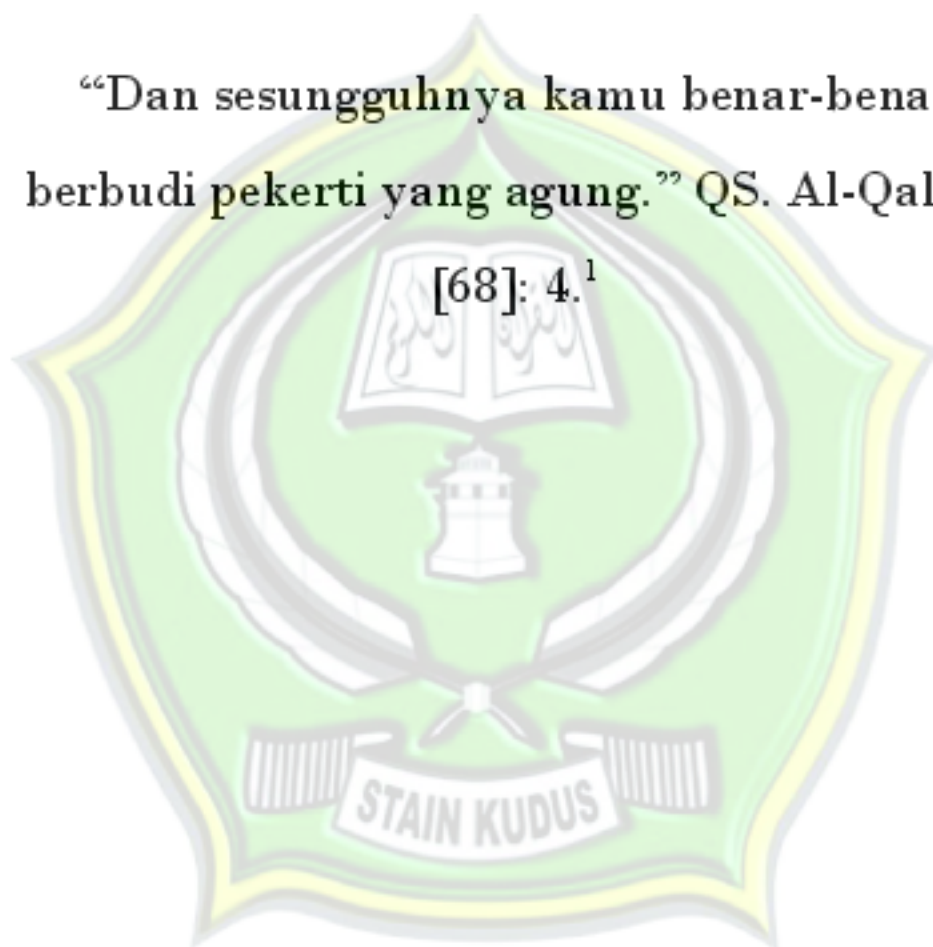 “Dan sesungguhnya kamu benar-bena
berbudi pekerti yang agung.” QS. Al-Qal
[68]: 4.¹
STAIN KUDUS